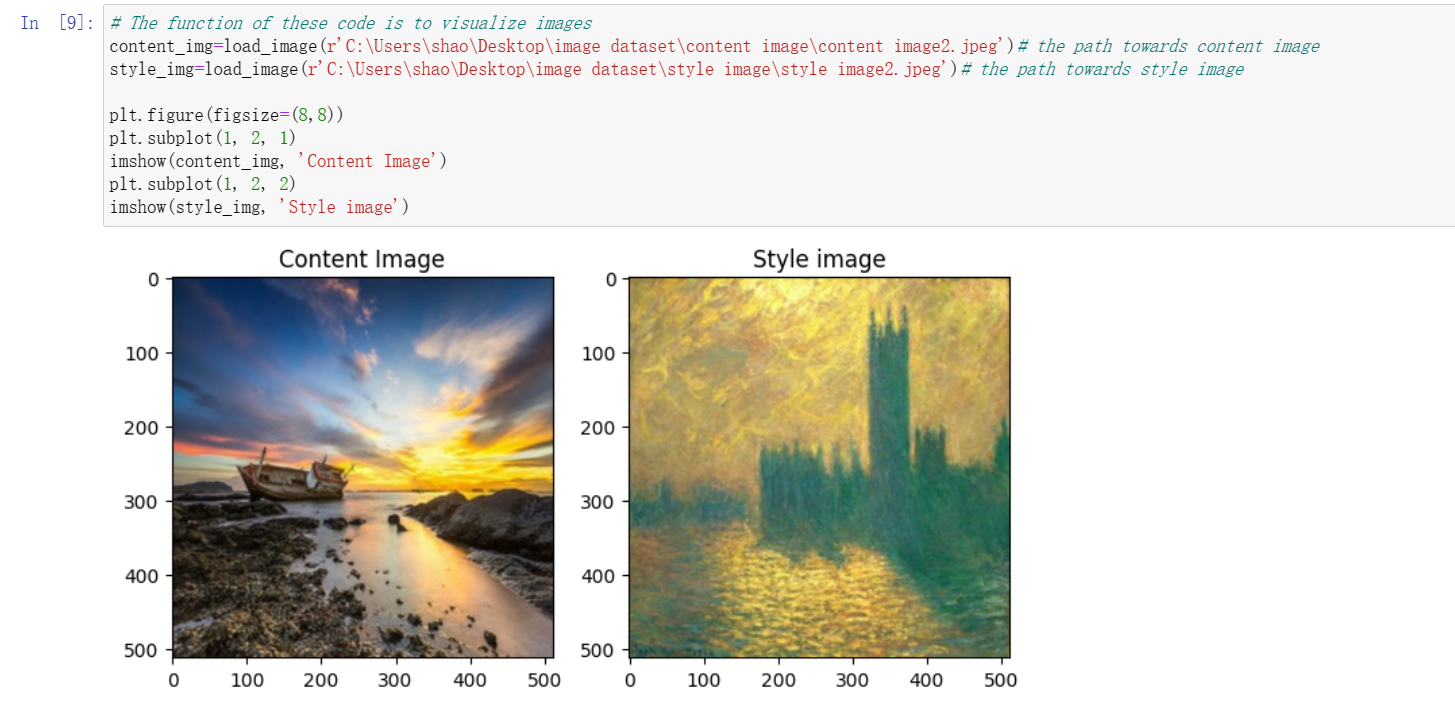 In [9]:
# The function of these code is to visualize images
content_img=load_image(r'C:\Users\shao\Desktop\image dataset\content image\content image2.jpeg')# the path towards content image
style_img=load_image(r'C:\Users\shao\Desktop\image dataset\style image\style image2.jpeg')# the path towards style image
plt.figure(figsize=(8,8))
plt.subplot(1, 2, 1)
imshow(content_img, 'Content Image')
plt.subplot(1, 2, 2)
imshow(style_img, 'Style image')
Content Image
0
100
200
300
400
500
0 100 200 300 400 500
Style image
0
100
200
300
400
500
0 100 200 300 400 500